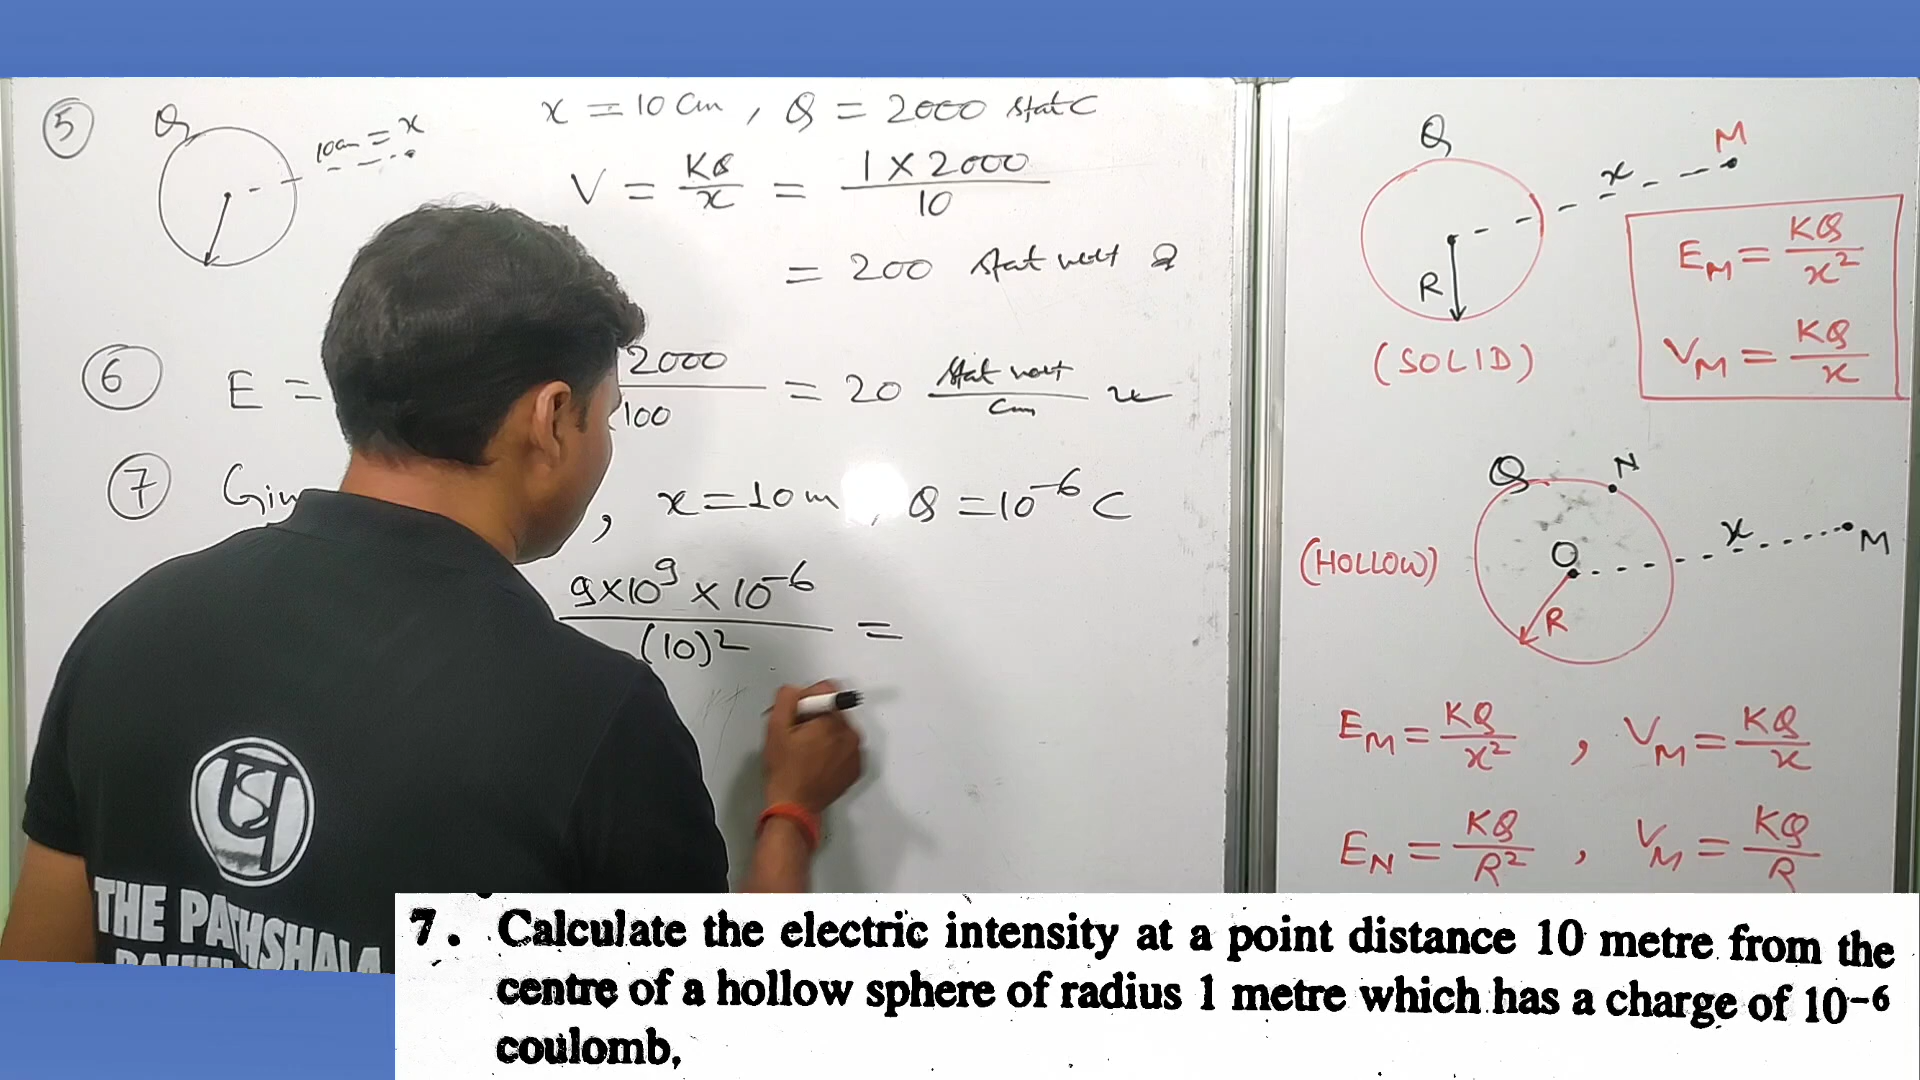 5
Q
10cm = x
x = 10 cm , Q = 2000 stat C
V = KQ/x = 1 X 2000/10
= 200 stat volt
6 E = 2000/100 = 20 stat volt/cm
7 Giv , x = 10 m , Q = 10⁻⁶ C
9×10⁹ × 10⁻⁶/(10)² =
Q
x
M
R
(SOLID)
E_M = KQ/x²
V_M = KQ/x
Q
N
(HOLLOW)
O
x
M
R
E_M = KQ/x² , V_M = KQ/x
E_N = KQ/R² , V_M = KQ/R
प
THE PATHSHALA
7. Calculate the electric intensity at a point distance 10 metre from the
centre of a hollow sphere of radius 1 metre which has a charge of 10⁻⁶
coulomb,